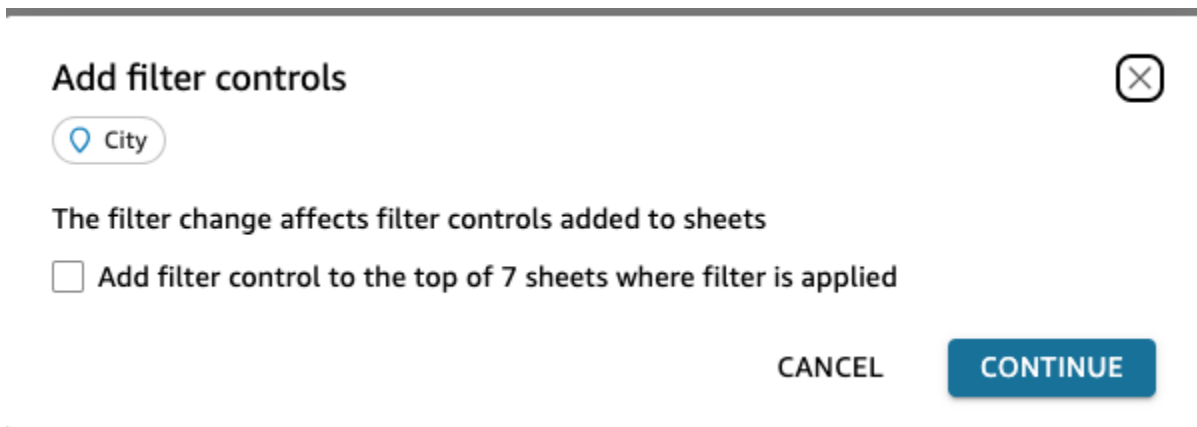 Add filter controls
City
The filter change affects filter controls added to sheets
Add filter control to the top of 7 sheets where filter is applied
CANCEL CONTINUE